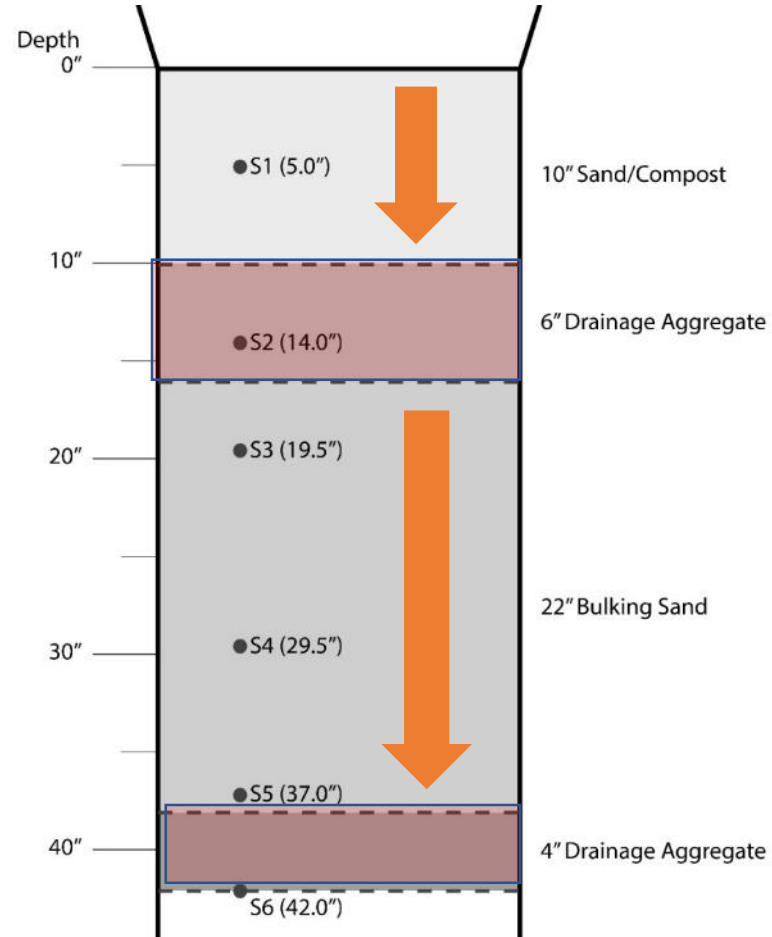 Depth
0”
S1 (5.0”)
10” Sand/Compost
10”
6” Drainage Aggregate
S2 (14.0”)
20”
S3 (19.5”)
22” Bulking Sand
30”
S4 (29.5”)
S5 (37.0”)
40”
4” Drainage Aggregate
S6 (42.0”)